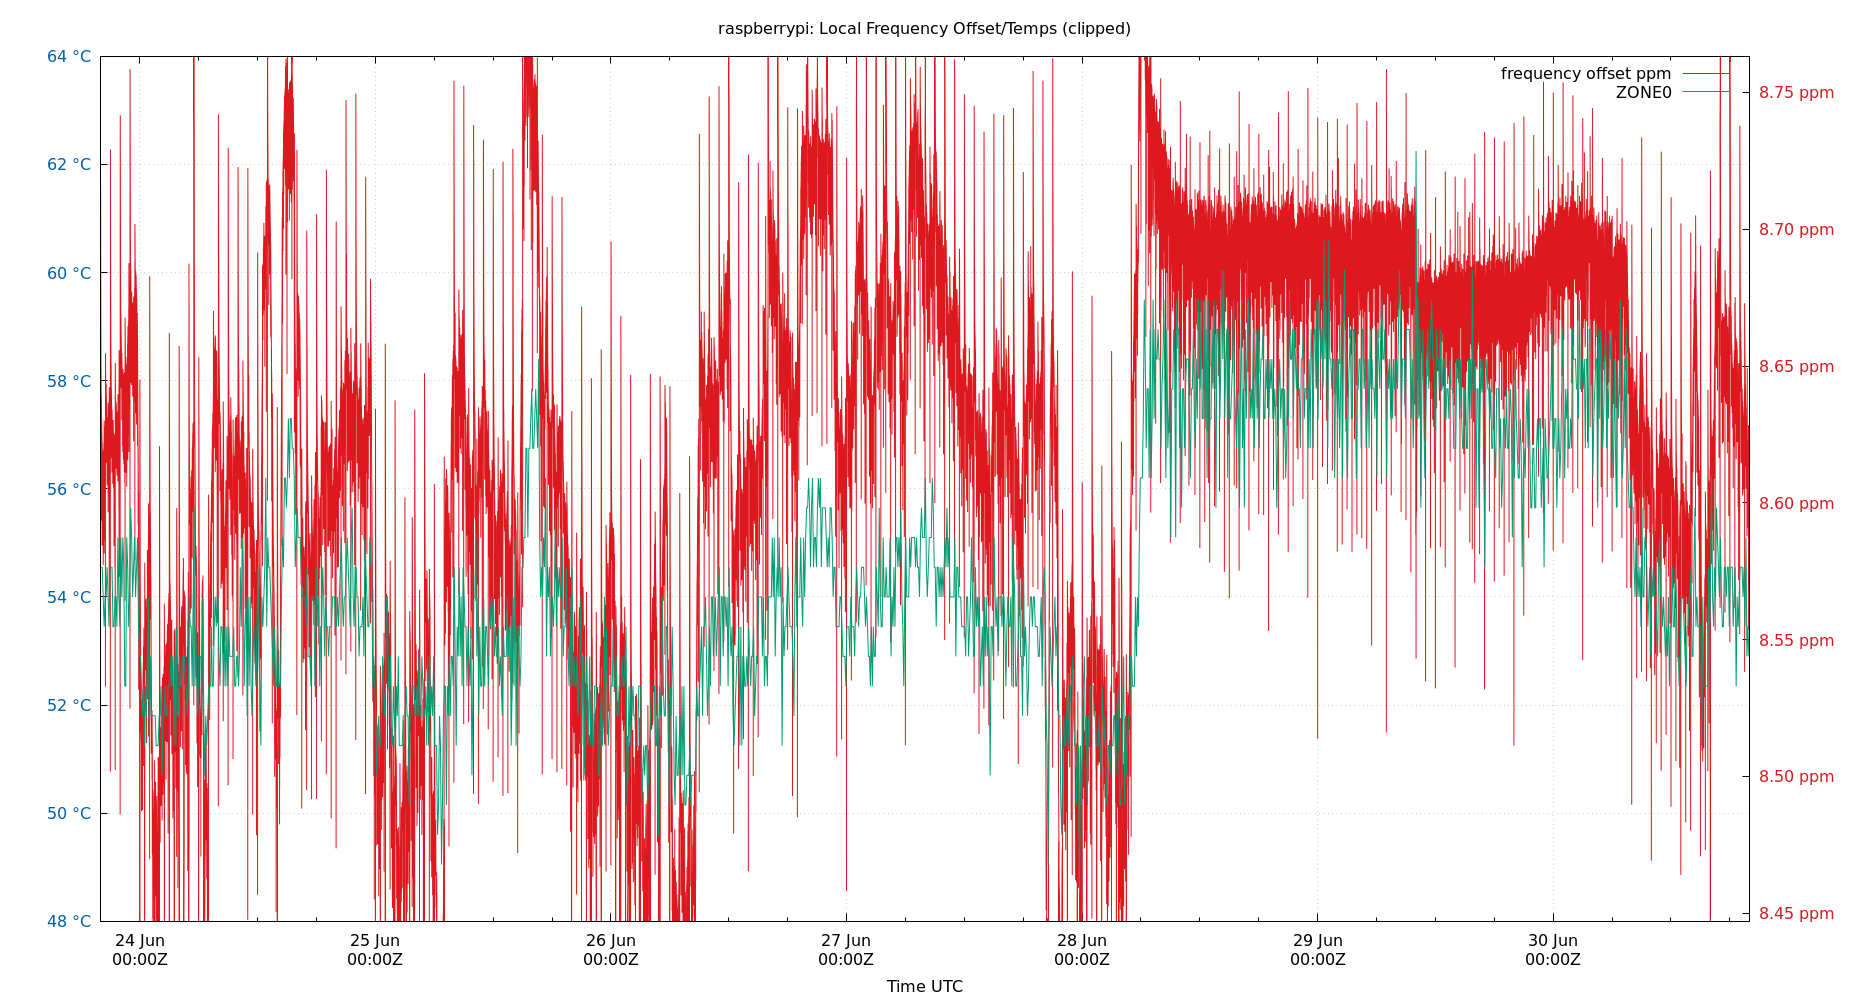 raspberrypi: Local Frequency Offset/Temps (clipped)
64 °C
62 °C
60 °C
58 °C
56 °C
54 °C
52 °C
50 °C
48 °C
frequency offset ppm
ZONE0
8.75 ppm
8.70 ppm
8.65 ppm
8.60 ppm
8.55 ppm
8.50 ppm
8.45 ppm
24 Jun
00:00Z
25 Jun
00:00Z
26 Jun
00:00Z
27 Jun
00:00Z
28 Jun
00:00Z
29 Jun
00:00Z
30 Jun
00:00Z
Time UTC